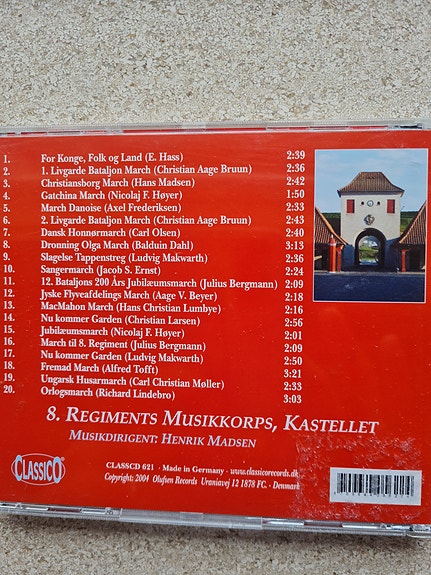 1. For Konge, Folk og Land (E. Hass) 2:39
2. 1. Livgarde Bataljon March (Christian Aage Bruun) 2:36
3. Christiansborg March (Hans Madsen) 2:42
4. Gatchina March (Nicolaj F. Høyer) 1:50
5. March Danoise (Axel Frederiksen) 2:33
6. 2. Livgarde Bataljon March (Christian Aage Bruun) 2:43
7. Dansk Honnørmarch (Carl Olsen) 2:40
8. Dronning Olga March (Balduin Dahl) 3:13
9. Slagelse Tappenstreg (Ludvig Makwarth) 2:36
10. Sangermarch (Jacob S. Ernst) 2:24
11. 12. Bataljons 200 Års Jubilæumsmarch (Julius Bergmann) 2:09
12. Jyske Flyveafdelings March (Aage V. Beyer) 2:18
13. MacMahon March (Hans Christian Lumbye) 2:16
14. Nu kommer Garden (Christian Larsen) 2:56
15. Jubilæumsmarch (Nicolaj F. Høyer) 2:01
16. March til 8. Regiment (Julius Bergmann) 2:09
17. Nu kommer Garden (Ludvig Makwarth) 2:50
18. Fremad March (Alfred Tofft) 3:21
19. Ungarsk Husarmarch (Carl Christian Møller) 2:33
20. Orlogsmarch (Richard Lindebro) 3:03
8. REGIMENTS MUSIKKORPS, KASTELLET
MUSIKDIRIGENT: HENRIK MADSEN
CLASSICO
CLASSCD 621 · Made in Germany · www.classicorecords.dk
Copyright: 2004 Olufsen Records Uraniavej 12 1878 FC. · Denmark